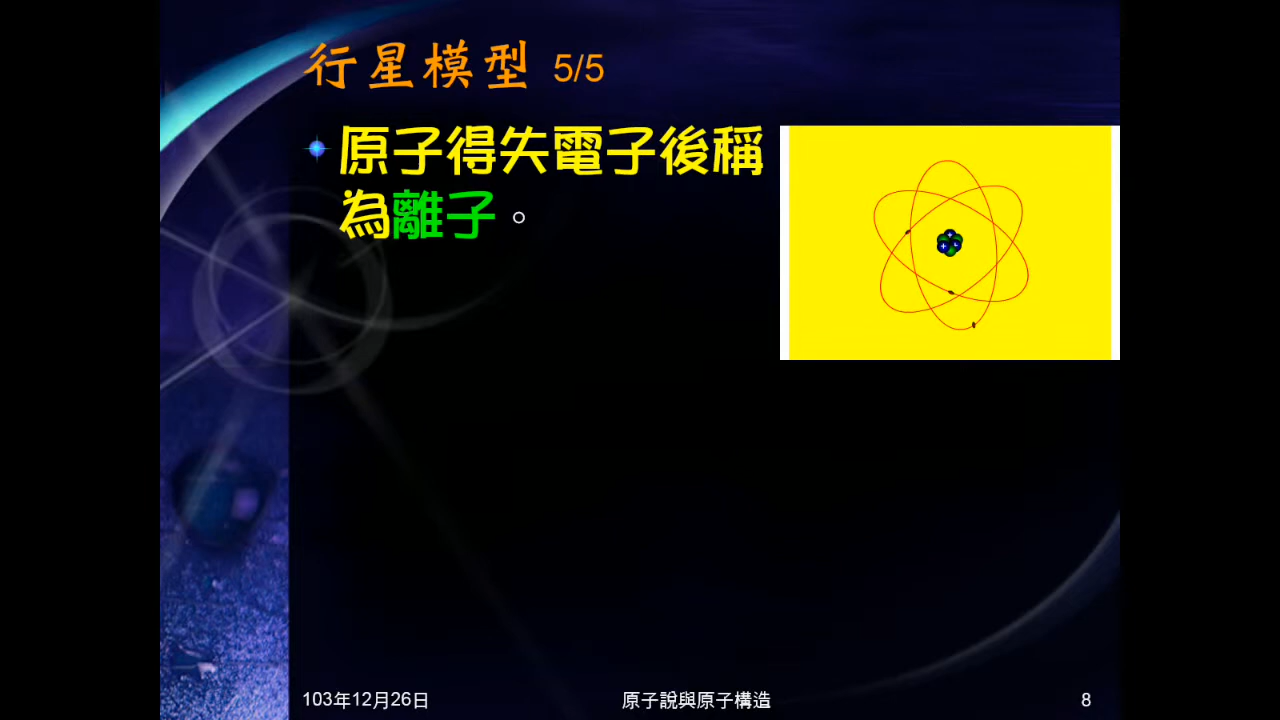 行星模型 5/5
原子得失電子後稱
為離子。
103年12月26日
原子說與原子構造
8